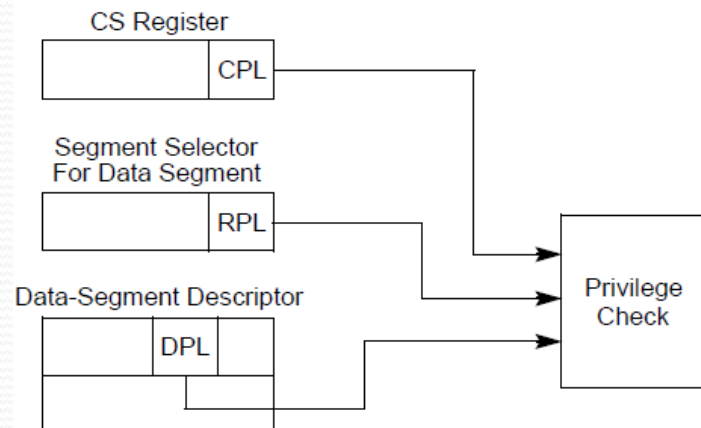 CS Register
CPL
Segment Selector
For Data Segment
RPL
Data-Segment Descriptor
DPL
Privilege
Check